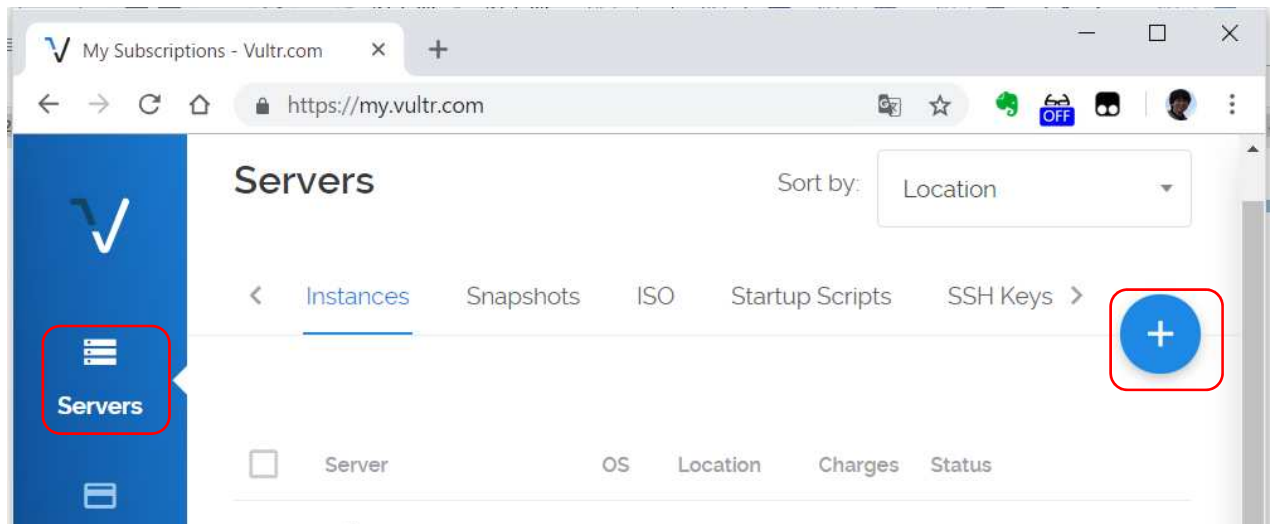 My Subscriptions - Vultr.com
https://my.vultr.com
OFF
Servers
Sort by:
Location
Instances Snapshots ISO Startup Scripts SSH Keys
Servers
Server OS Location Charges Status